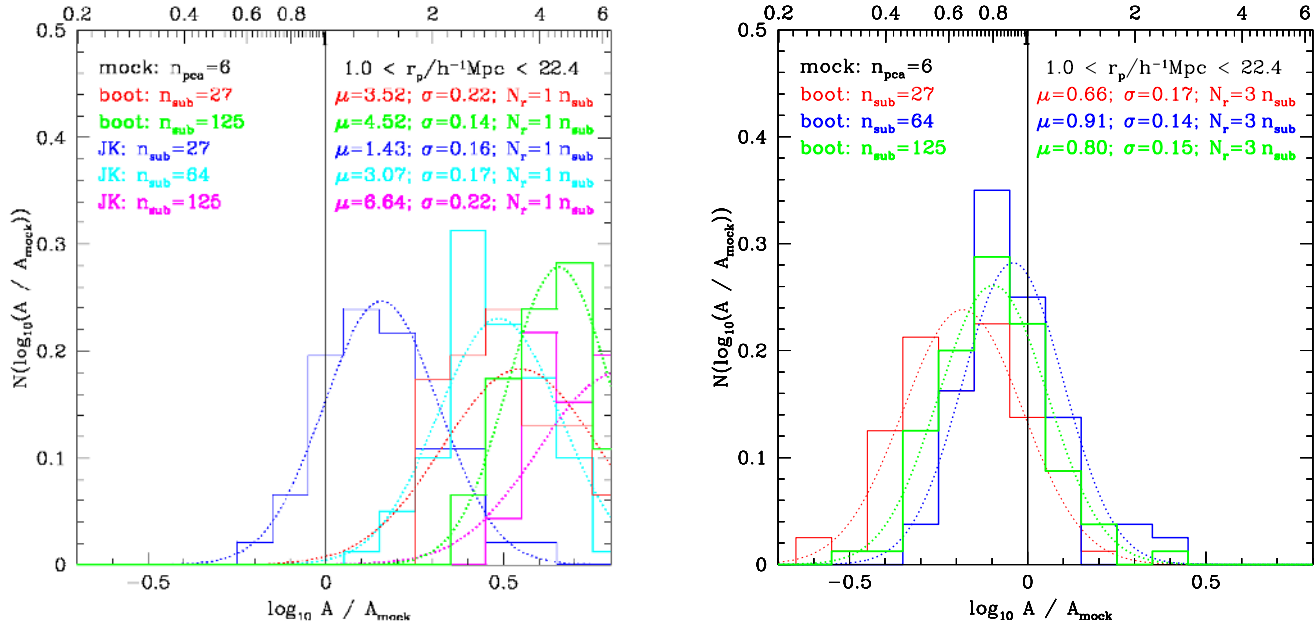 0.2 0.4 0.6 0.8 1 2 4 6
0.5
0.4
0.3
0.2
0.1
0
N(log₁₀(A / A_mock))
mock: n_pca=6 1.0 < r_p/h⁻¹Mpc < 22.4
boot: n_sub=27 μ=3.52; σ=0.22; N_r=1 n_sub
boot: n_sub=125 μ=4.52; σ=0.14; N_r=1 n_sub
JK: n_sub=27 μ=1.43; σ=0.16; N_r=1 n_sub
JK: n_sub=64 μ=3.07; σ=0.17; N_r=1 n_sub
JK: n_sub=125 μ=6.64; σ=0.22; N_r=1 n_sub
−0.5 0 0.5
log₁₀ A / A_mock
0.2 0.4 0.6 0.8 1 2 4 6
0.5
0.4
0.3
0.2
0.1
0
N(log₁₀(A / A_mock))
mock: n_pca=6 1.0 < r_p/h⁻¹Mpc < 22.4
boot: n_sub=27 μ=0.66; σ=0.17; N_r=3 n_sub
boot: n_sub=64 μ=0.91; σ=0.14; N_r=3 n_sub
boot: n_sub=125 μ=0.80; σ=0.15; N_r=3 n_sub
−0.5 0 0.5
log₁₀ A / A_mock